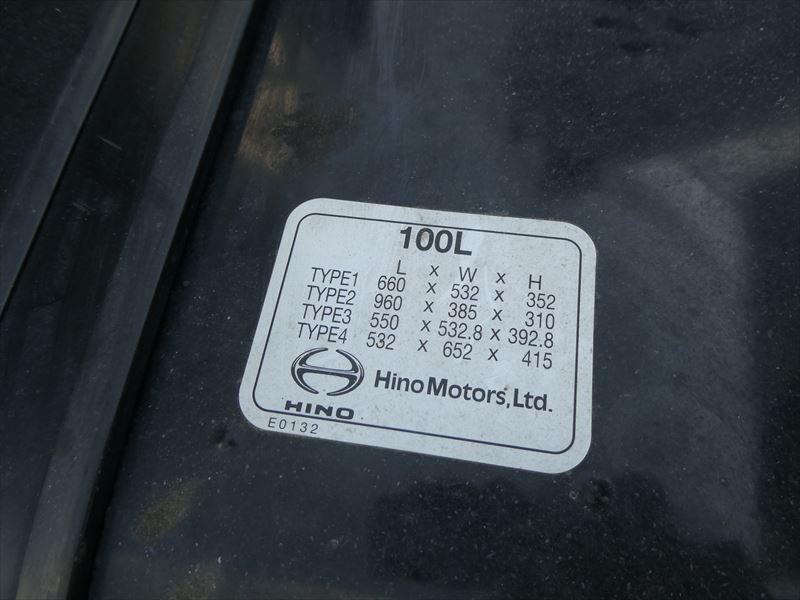 100L
L x W x H
TYPE1 660 x 532 x 352
TYPE2 960 x 385 x 310
TYPE3 550 x 532.8 x 392.8
TYPE4 532 x 652 x 415
Hino Motors, Ltd.
HINO
E0132